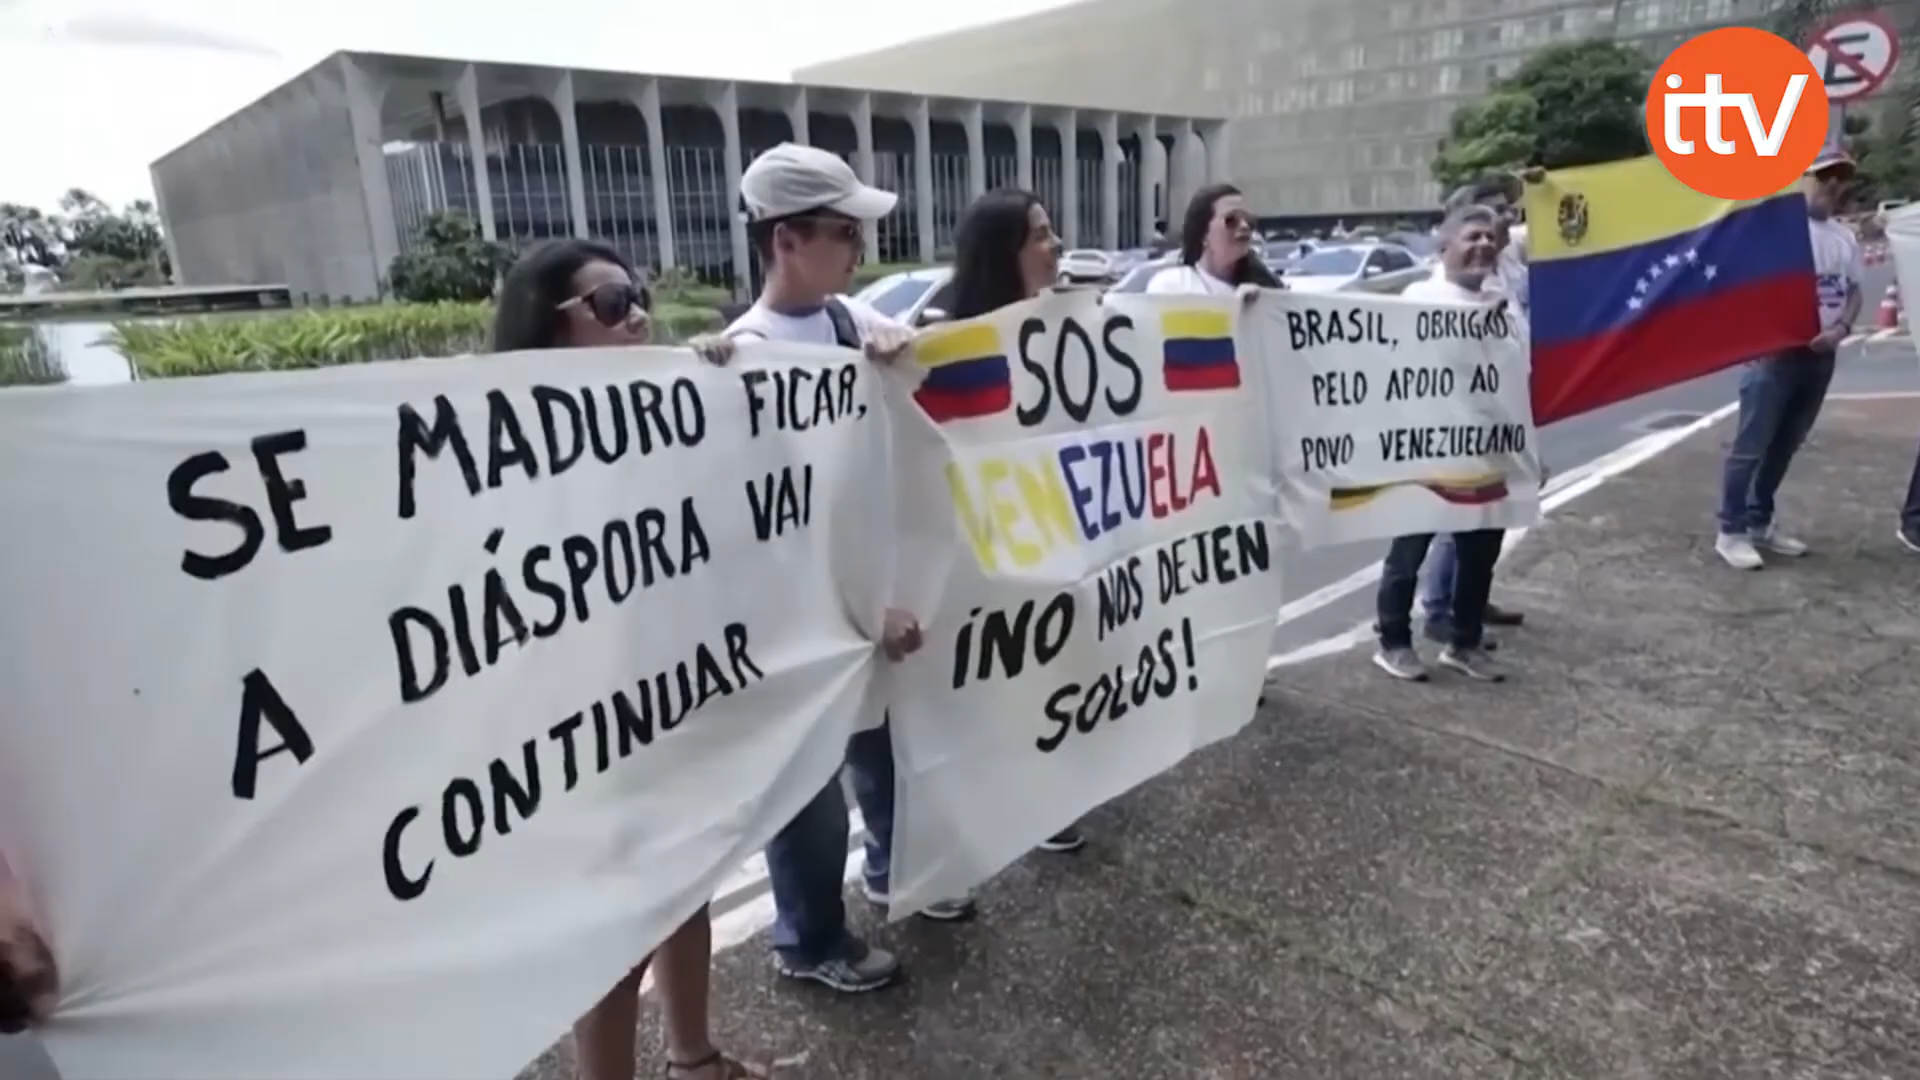 SE MADURO FICAR,
A DIÁSPORA VAI
CONTINUAR
SOS
VENEZUELA
¡NO NOS DEJEN
SOLOS!
BRASIL, OBRIGADO
PELO APOIO AO
POVO VENEZUELANO
ittv
E